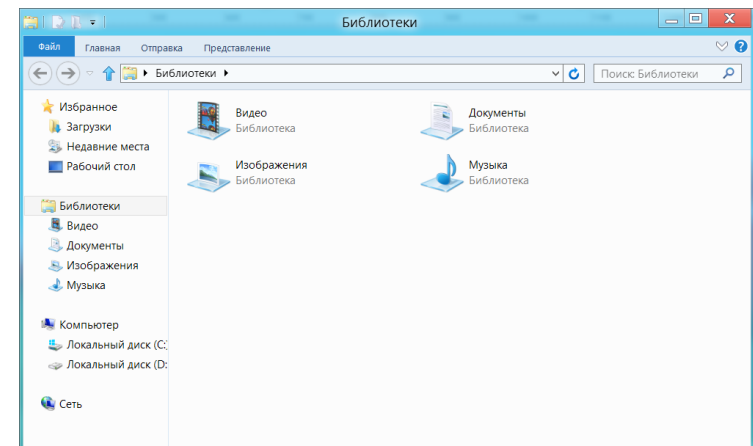 Библиотеки
Файл Главная Отправка Представление
Библиотеки Поиск: Библиотеки
Избранное
Загрузки
Недавние места
Рабочий стол
Библиотеки
Видео
Документы
Изображения
Музыка
Компьютер
Локальный диск (C:
Локальный диск (D:
Сеть
Видео
Библиотека
Документы
Библиотека
Изображения
Библиотека
Музыка
Библиотека